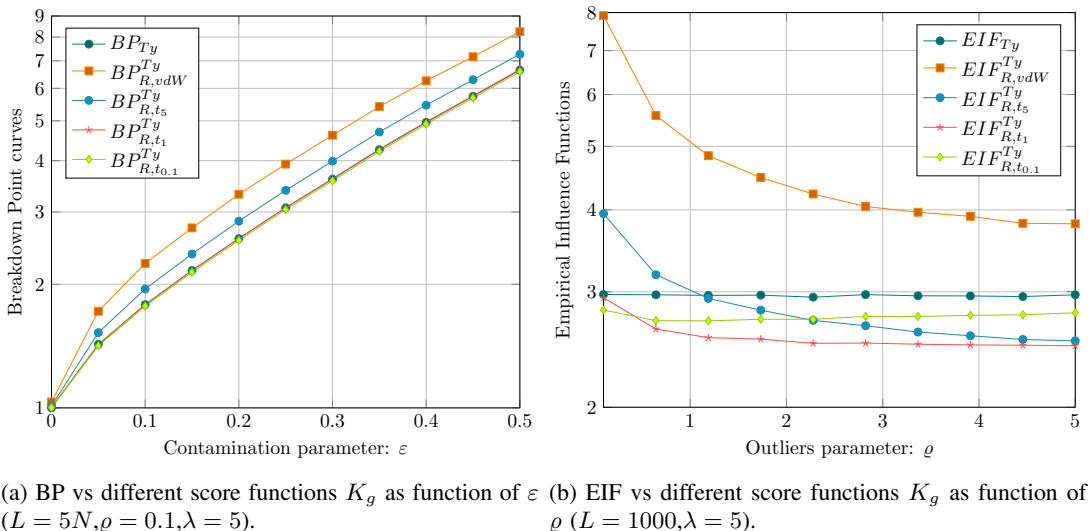 Breakdown Point curves
9
8
7
6
5
4
3
2
1
0 0.1 0.2 0.3 0.4 0.5
Contamination parameter: ε
BP_{Ty}
BP^{Ty}_{R,vdW}
BP^{Ty}_{R,t_5}
BP^{Ty}_{R,t_1}
BP^{Ty}_{R,t_{0.1}}
Empirical Influence Functions
8
7
6
5
4
3
2
1 2 3 4 5
Outliers parameter: ϱ
EIF_{Ty}
EIF^{Ty}_{R,vdW}
EIF^{Ty}_{R,t_5}
EIF^{Ty}_{R,t_1}
EIF^{Ty}_{R,t_{0.1}}
(a) BP vs different score functions K_g as function of ε
(L = 5N,ϱ = 0.1,λ = 5).
(b) EIF vs different score functions K_g as function of
ϱ (L = 1000,λ = 5).